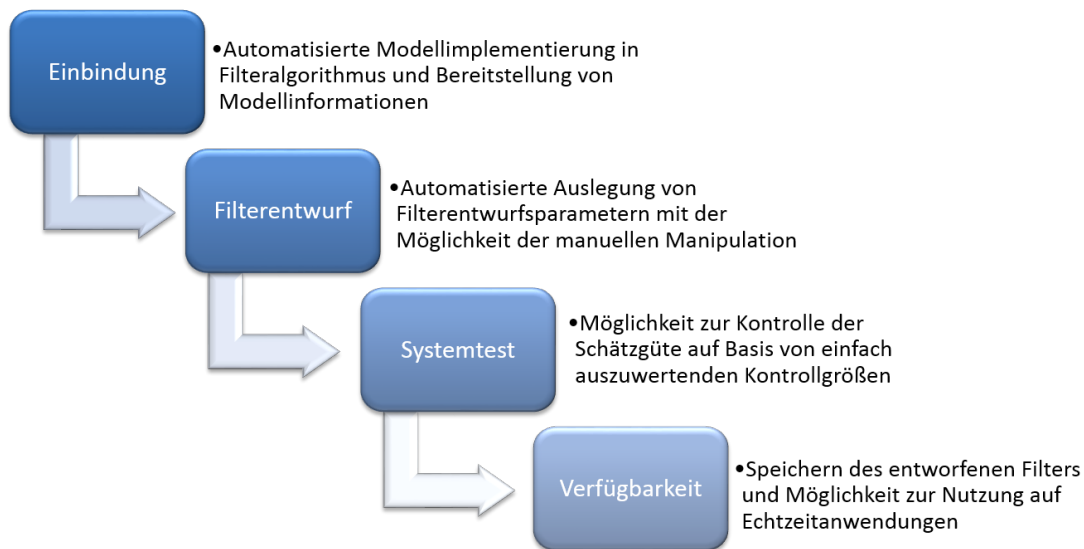 Einbindung
•Automatisierte Modellimplementierung in
Filteralgorithmus und Bereitstellung von
Modellinformationen
Filterentwurf
•Automatisierte Auslegung von
Filterentwurfsparametern mit der
Möglichkeit der manuellen Manipulation
Systemtest
•Möglichkeit zur Kontrolle der
Schätzgüte auf Basis von einfach
auszuwertenden Kontrollgrößen
Verfügbarkeit
•Speichern des entworfenen Filters
und Möglichkeit zur Nutzung auf
Echtzeitanwendungen